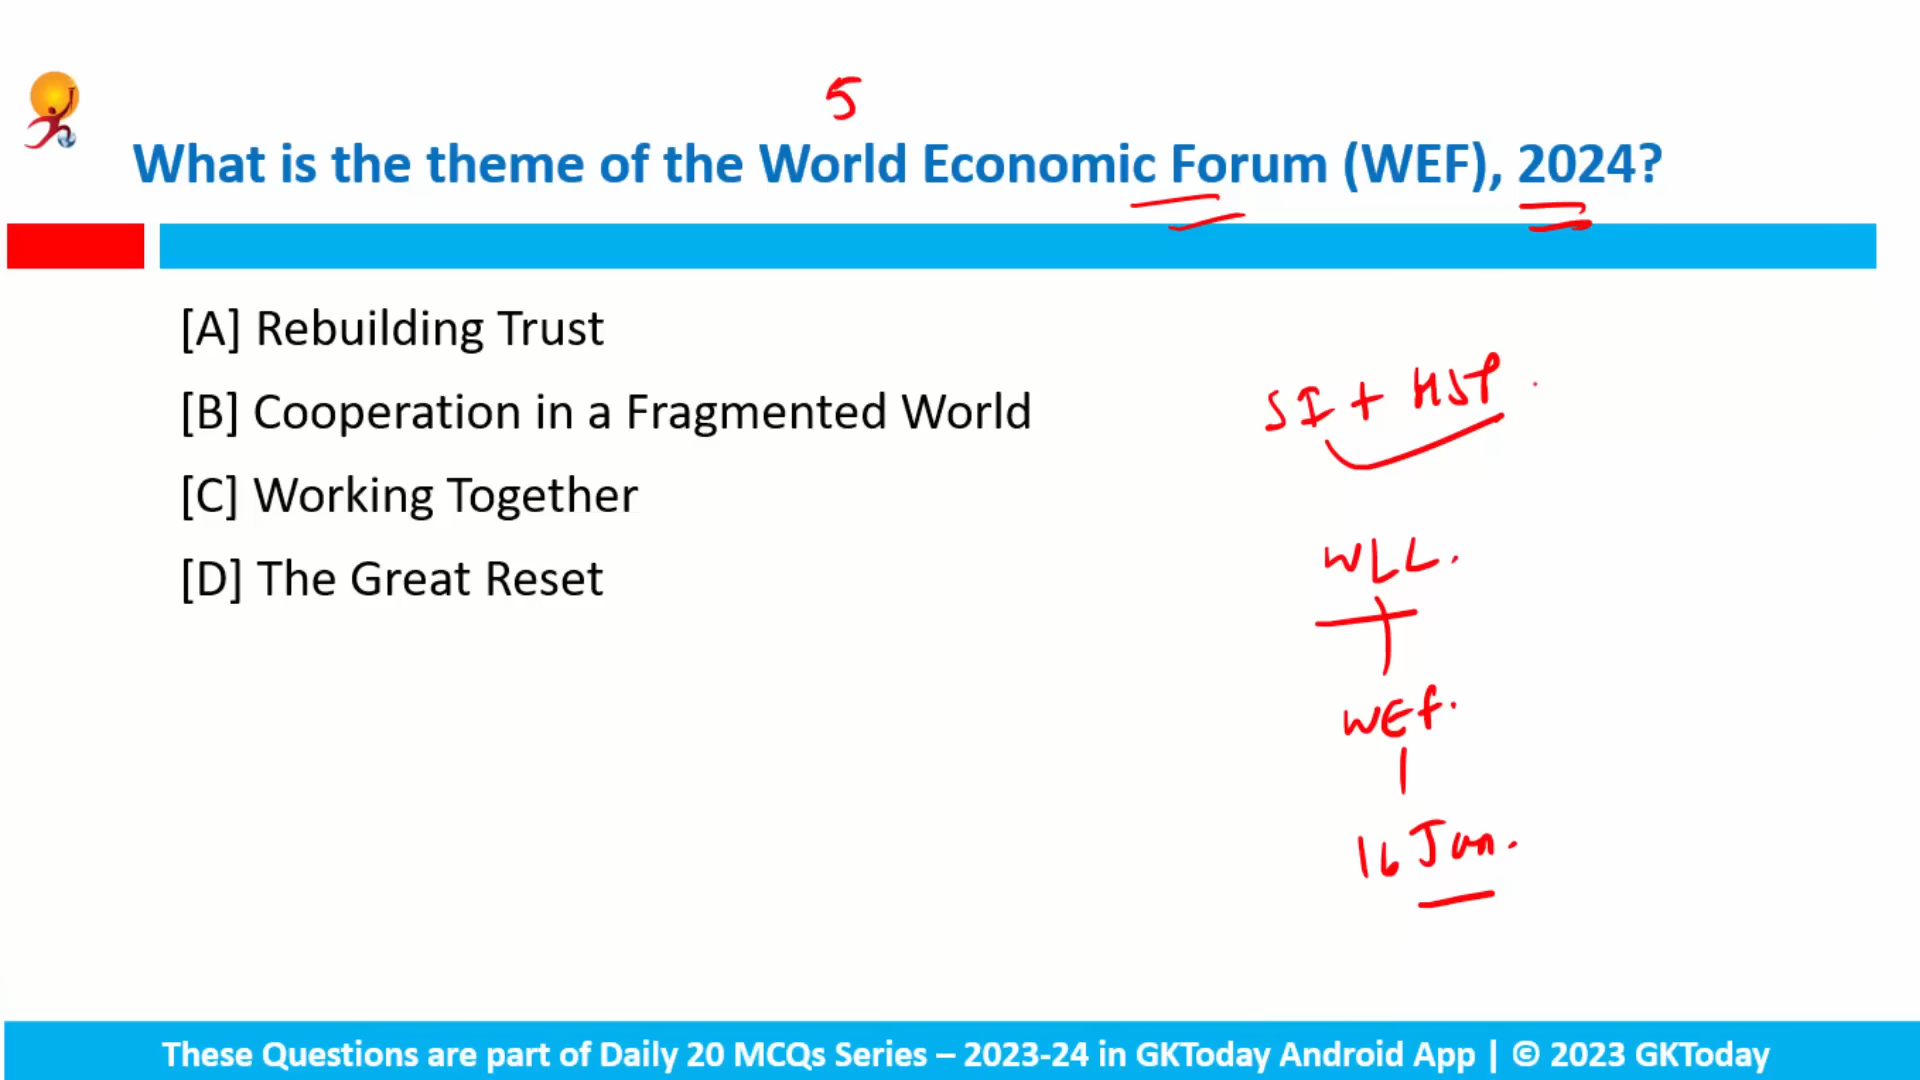 5
What is the theme of the World Economic Forum (WEF), 2024?
[A] Rebuilding Trust
[B] Cooperation in a Fragmented World
[C] Working Together
[D] The Great Reset
SI + HST.
WLL.
WEf.
16 Jan.
These Questions are part of Daily 20 MCQs Series – 2023-24 in GKToday Android App | © 2023 GKToday